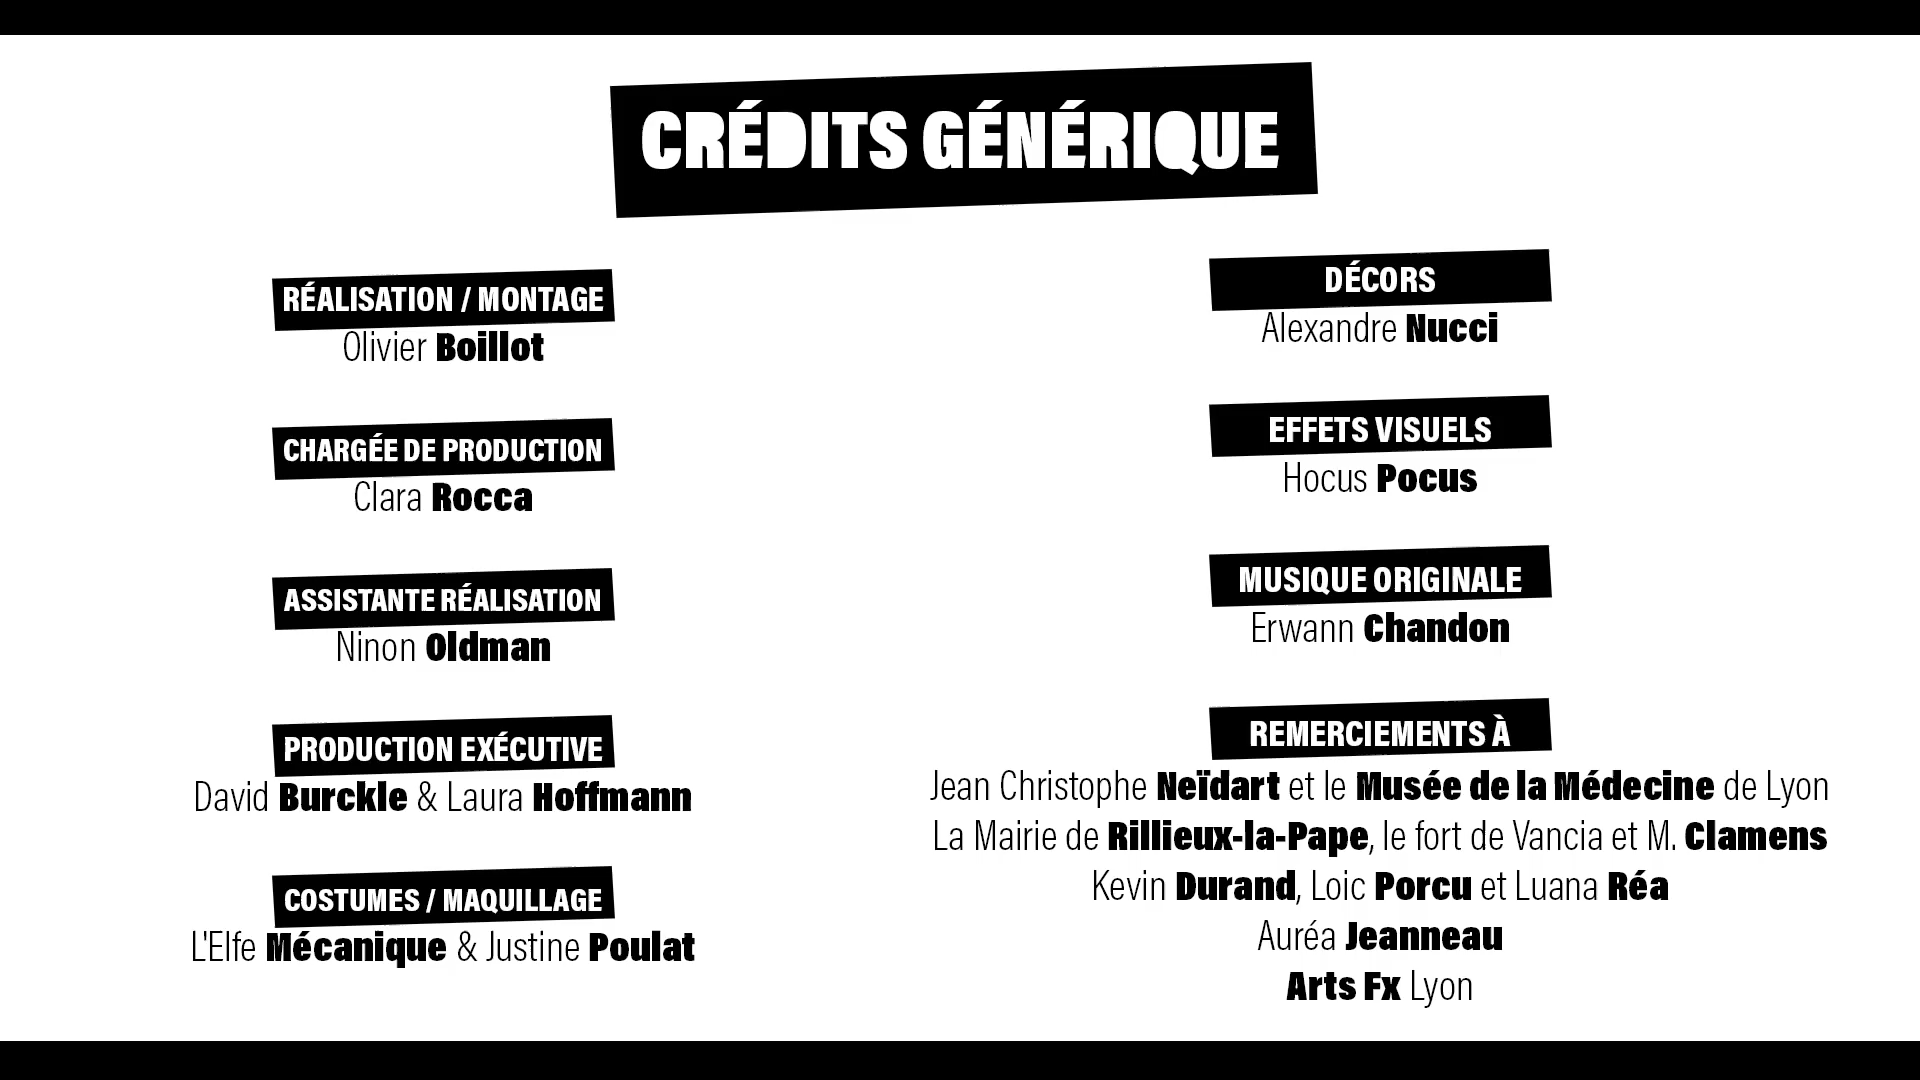 CRÉDITS GÉNÉRIQUE
RÉALISATION / MONTAGE
Olivier Boillot
CHARGÉE DE PRODUCTION
Clara Rocca
ASSISTANTE RÉALISATION
Ninon Oldman
PRODUCTION EXÉCUTIVE
David Burckle & Laura Hoffmann
COSTUMES / MAQUILLAGE
L'Elfe Mécanique & Justine Poulat
DÉCORS
Alexandre Nucci
EFFETS VISUELS
Hocus Pocus
MUSIQUE ORIGINALE
Erwann Chandon
REMERCIEMENTS À
Jean Christophe Neïdart et le Musée de la Médecine de Lyon
La Mairie de Rillieux-la-Pape, le fort de Vancia et M. Clamens
Kevin Durand, Loic Porcu et Luana Réa
Auréa Jeanneau
Arts Fx Lyon